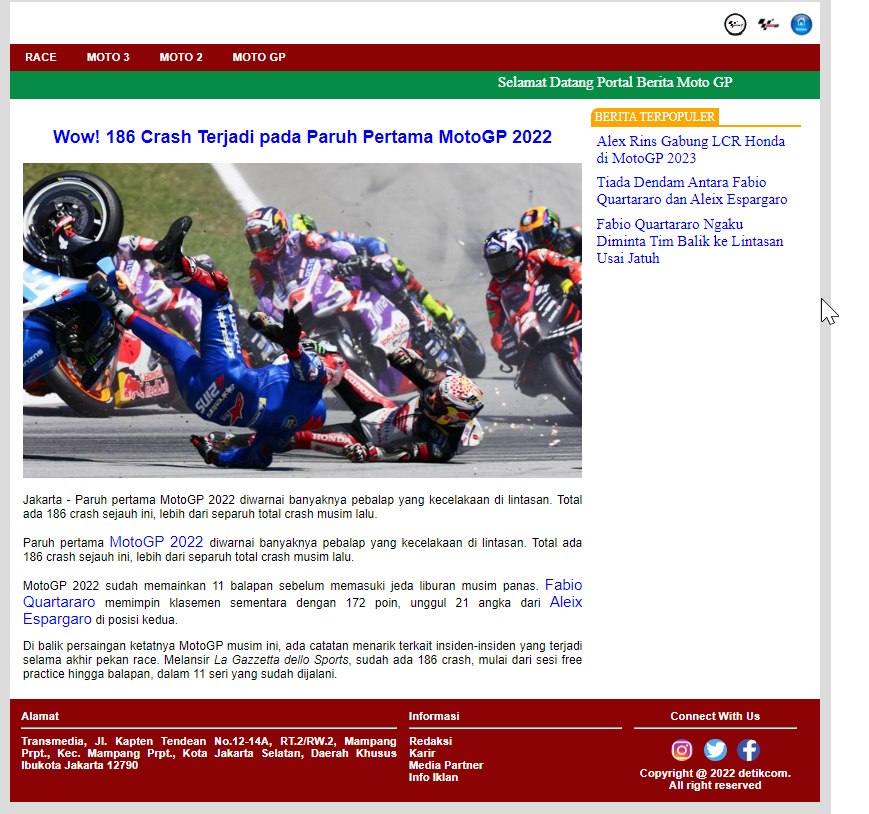 RACE MOTO 3 MOTO 2 MOTO GP
Selamat Datang Portal Berita Moto GP
Wow! 186 Crash Terjadi pada Paruh Pertama MotoGP 2022
SUZUKI
Red Bull
SUZUKI
HONDA
Jakarta - Paruh pertama MotoGP 2022 diwarnai banyaknya pebalap yang kecelakaan di lintasan. Total
ada 186 crash sejauh ini, lebih dari separuh total crash musim lalu.
Paruh pertama MotoGP 2022 diwarnai banyaknya pebalap yang kecelakaan di lintasan. Total ada
186 crash sejauh ini, lebih dari separuh total crash musim lalu.
MotoGP 2022 sudah memainkan 11 balapan sebelum memasuki jeda liburan musim panas. Fabio
Quartararo memimpin klasemen sementara dengan 172 poin, unggul 21 angka dari Aleix
Espargaro di posisi kedua.
Di balik persaingan ketatnya MotoGP musim ini, ada catatan menarik terkait insiden-insiden yang terjadi
selama akhir pekan race. Melansir La Gazzetta dello Sports, sudah ada 186 crash, mulai dari sesi free
practice hingga balapan, dalam 11 seri yang sudah dijalani.
BERITA TERPOPULER
Alex Rins Gabung LCR Honda
di MotoGP 2023
Tiada Dendam Antara Fabio
Quartararo dan Aleix Espargaro
Fabio Quartararo Ngaku
Diminta Tim Balik ke Lintasan
Usai Jatuh
Alamat
Transmedia, Jl. Kapten Tendean No.12-14A, RT.2/RW.2, Mampang
Prpt., Kec. Mampang Prpt., Kota Jakarta Selatan, Daerah Khusus
Ibukota Jakarta 12790
Informasi
Redaksi
Karir
Media Partner
Info Iklan
Connect With Us
Copyright @ 2022 detikcom.
All right reserved